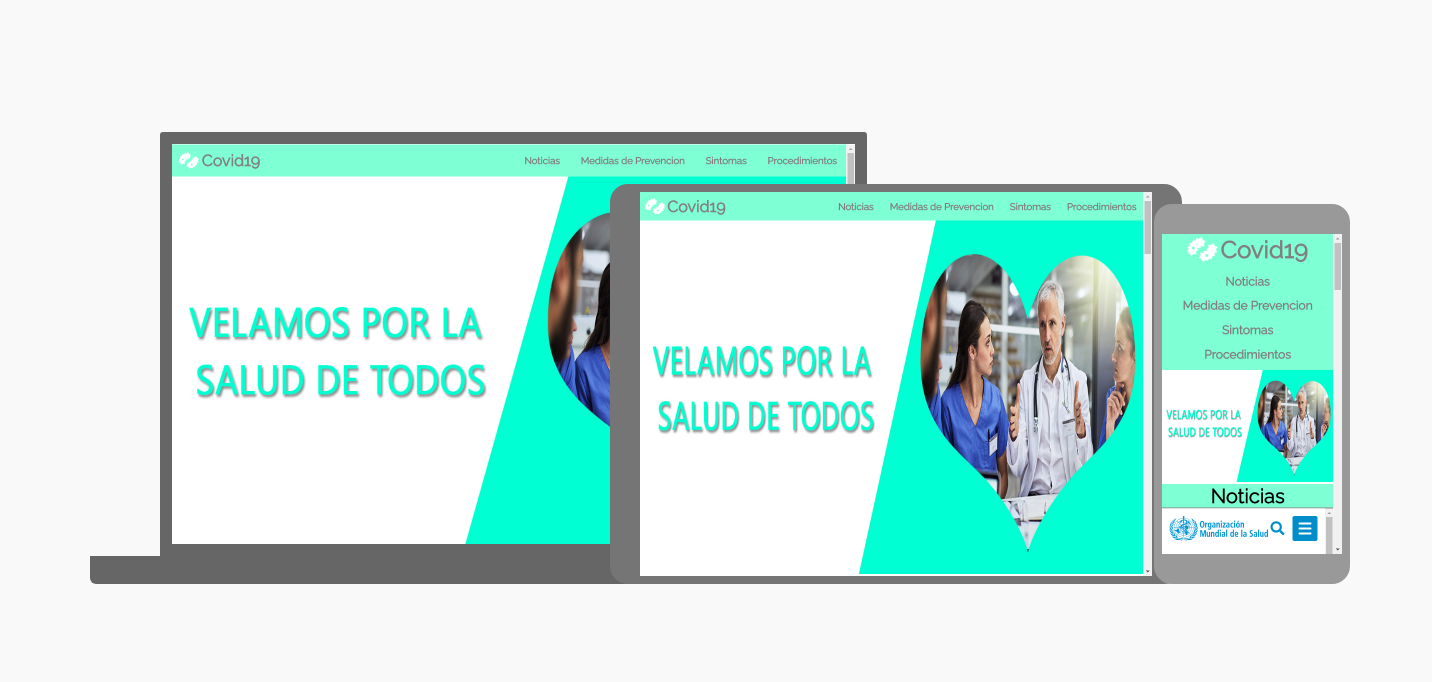 Covid19
Noticias Medidas de Prevencion Sintomas Procedimientos
VELAMOS POR LA
SALUD DE TODOS
Covid19
Noticias Medidas de Prevencion Sintomas Procedimientos
VELAMOS POR LA
SALUD DE TODOS
Covid19
Noticias
Medidas de Prevencion
Sintomas
Procedimientos
VELAMOS POR LA
SALUD DE TODOS
Noticias
Organización
Mundial de la Salud